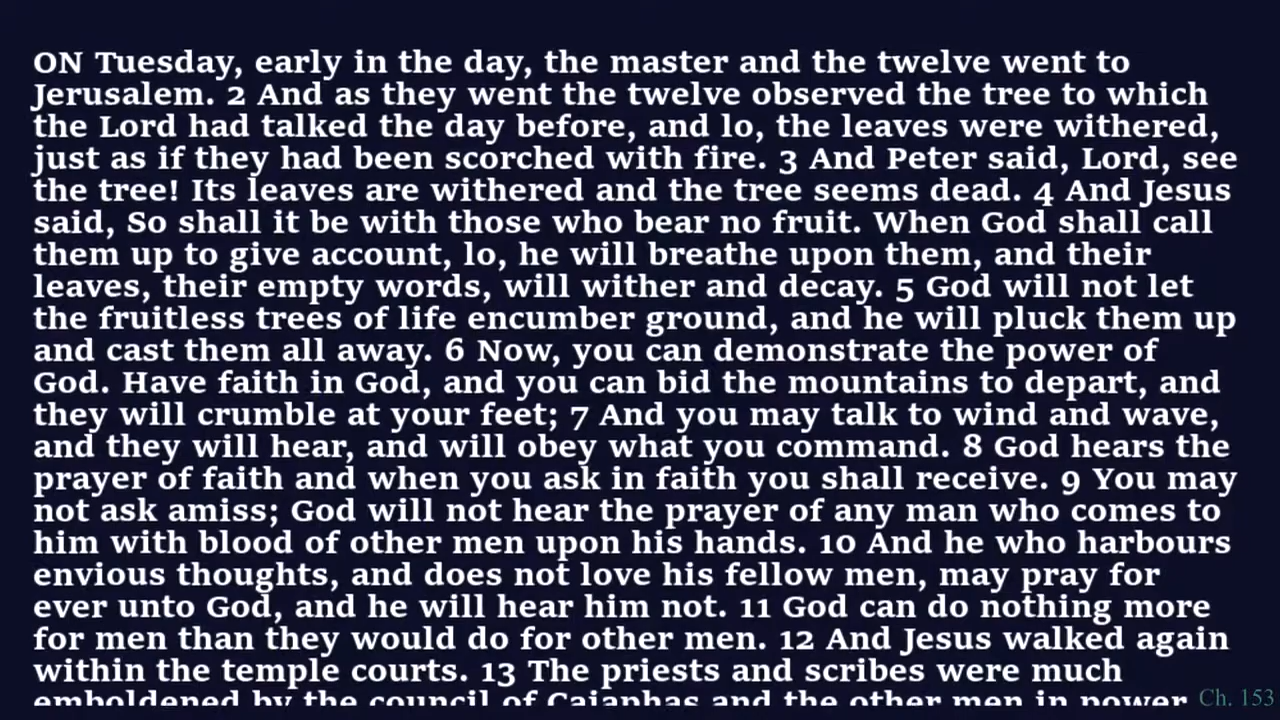 ON Tuesday, early in the day, the master and the twelve went to
Jerusalem. 2 And as they went the twelve observed the tree to which
the Lord had talked the day before, and lo, the leaves were withered,
just as if they had been scorched with fire. 3 And Peter said, Lord, see
the tree! Its leaves are withered and the tree seems dead. 4 And Jesus
said, So shall it be with those who bear no fruit. When God shall call
them up to give account, lo, he will breathe upon them, and their
leaves, their empty words, will wither and decay. 5 God will not let
the fruitless trees of life encumber ground, and he will pluck them up
and cast them all away. 6 Now, you can demonstrate the power of
God. Have faith in God, and you can bid the mountains to depart, and
they will crumble at your feet; 7 And you may talk to wind and wave,
and they will hear, and will obey what you command. 8 God hears the
prayer of faith and when you ask in faith you shall receive. 9 You may
not ask amiss; God will not hear the prayer of any man who comes to
him with blood of other men upon his hands. 10 And he who harbours
envious thoughts, and does not love his fellow men, may pray for
ever unto God, and he will hear him not. 11 God can do nothing more
for men than they would do for other men. 12 And Jesus walked again
within the temple courts. 13 The priests and scribes were much
emboldened by the council of Caiaphas and the other men in power
Ch. 153